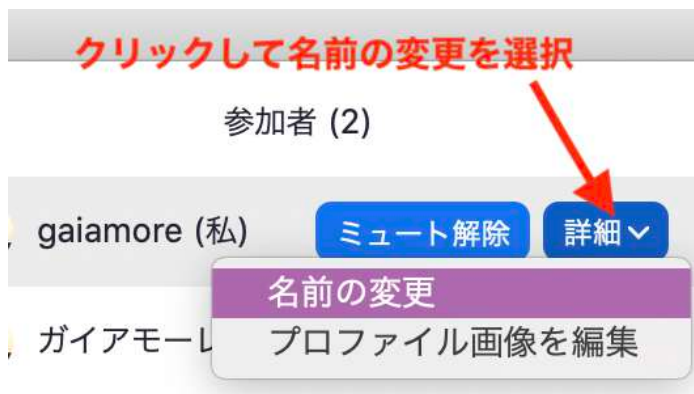 クリックして名前の変更を選択
参加者 (2)
gaiamore (私) ミュート解除 詳細
名前の変更
ガイアモーレ プロファイル画像を編集